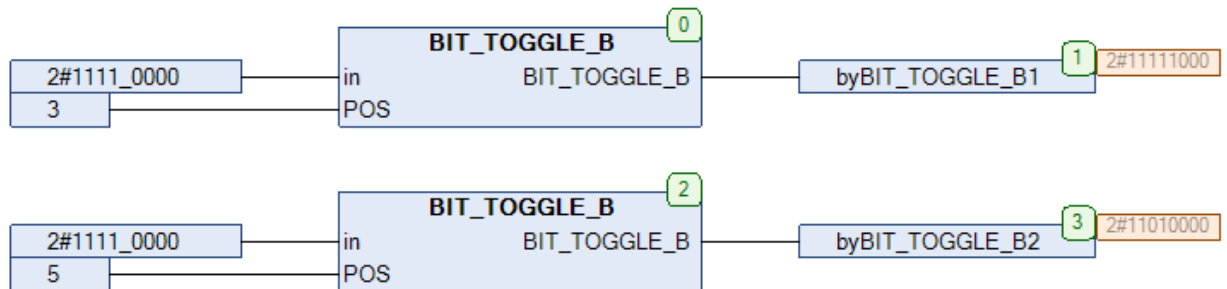 0
BIT_TOGGLE_B
2#1111_0000 in BIT_TOGGLE_B byBIT_TOGGLE_B1 1 2#11111000
3 POS
2
BIT_TOGGLE_B
2#1111_0000 in BIT_TOGGLE_B byBIT_TOGGLE_B2 3 2#11010000
5 POS